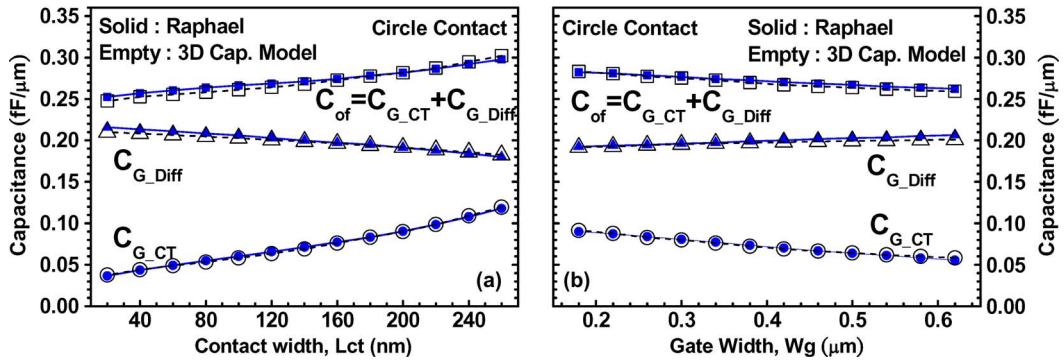 Solid : Raphael
Empty : 3D Cap. Model
Circle Contact
C_of=C_G_CT+C_G_Diff
C_G_Diff
C_G_CT
(a)
Capacitance (fF/μm)
0.30
0.25
0.20
0.15
0.10
0.05
0.00
40 80 120 160 200 240
Contact width, Lct (nm)
Circle Contact
Solid : Raphael
Empty : 3D Cap. Model
C_of=C_G_CT+C_G_Diff
C_G_Diff
C_G_CT
(b)
0.30
0.25
0.20
0.15
0.10
0.05
0.00
Capacitance (fF/μm)
0.2 0.3 0.4 0.5 0.6
Gate Width, Wg (μm)